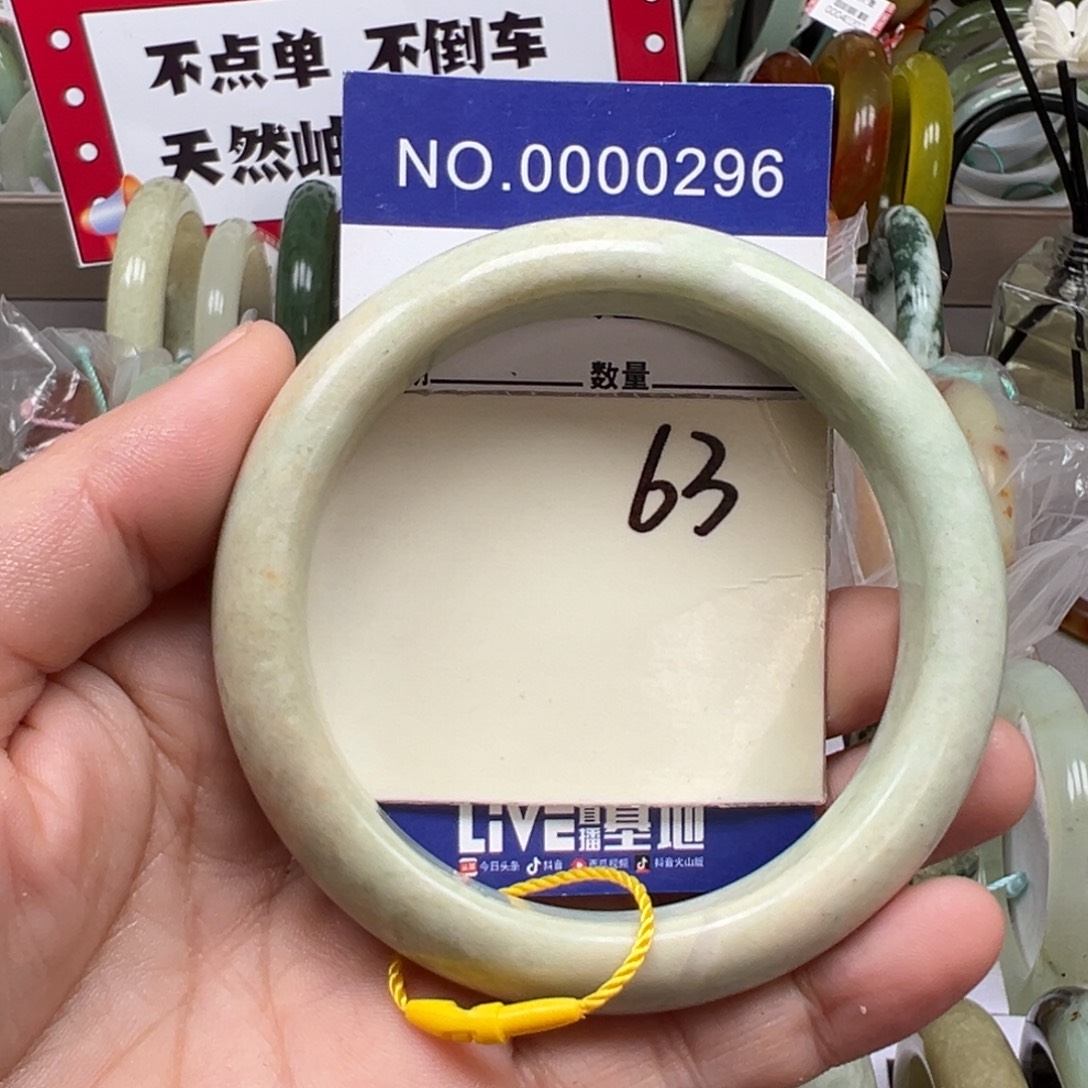 不点单 不倒车
天然岫
NO.0000296
数量
63
LiVE直播基地
今日头条 抖音 西瓜视频 抖音火山版